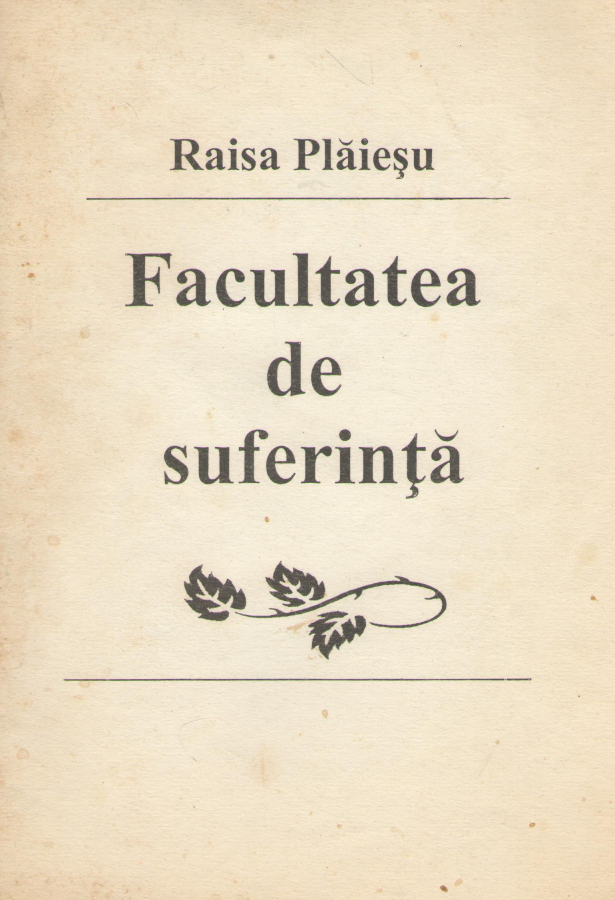 Raisa Plăieşu
Facultatea
de
suferinţă